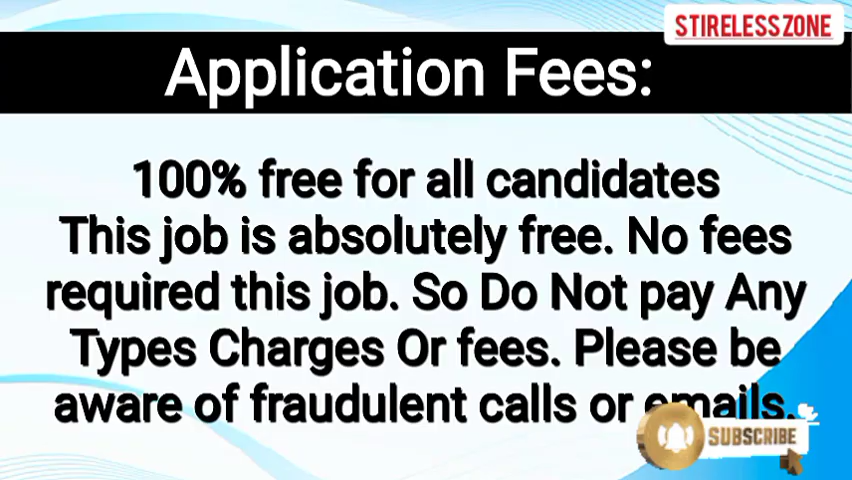 STIRELESSZONE
Application Fees:
100% free for all candidates
This job is absolutely free. No fees
required this job. So Do Not pay Any
Types Charges Or fees. Please be
aware of fraudulent calls or emails.
SUBSCRIBE